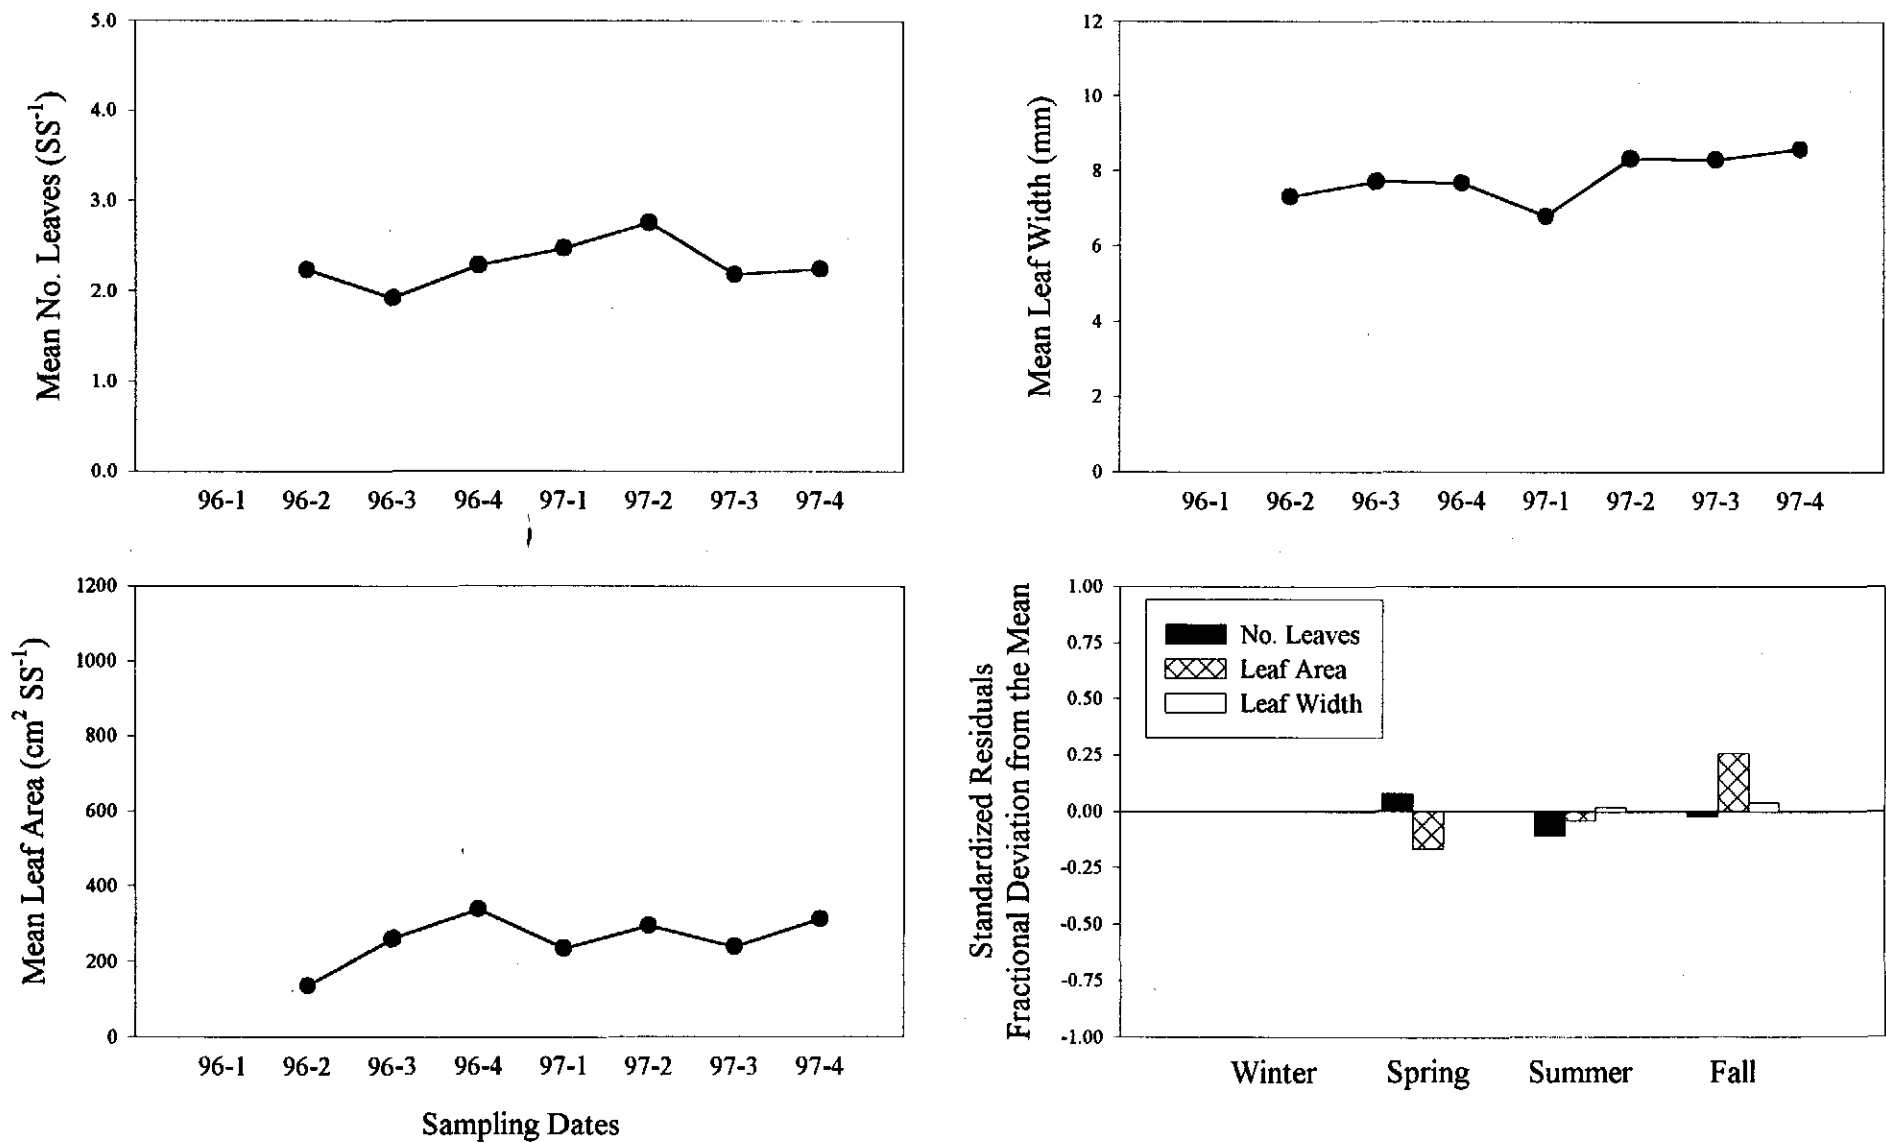 Mean No. Leaves (SS⁻¹)
5.0
4.0
3.0
2.0
1.0
0.0
96-1 96-2 96-3 96-4 97-1 97-2 97-3 97-4
Mean Leaf Width (mm)
12
10
8
6
4
2
0
96-1 96-2 96-3 96-4 97-1 97-2 97-3 97-4
Mean Leaf Area (cm² SS⁻¹)
1200
1000
800
600
400
200
0
96-1 96-2 96-3 96-4 97-1 97-2 97-3 97-4
Sampling Dates
Standardized Residuals
Fractional Deviation from the Mean
1.00
0.75
0.50
0.25
0.00
-0.25
-0.50
-0.75
-1.00
No. Leaves
Leaf Area
Leaf Width
Winter Spring Summer Fall